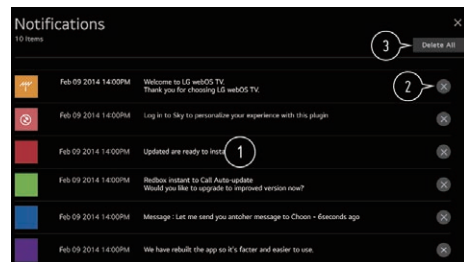 Notifications
10 Items
3
Delete All
Feb 09 2014 14:00PM
Welcome to LG webOS TV.
Thank you for choosing LG webOS TV.
2
Feb 09 2014 14:00PM
Log in to Sky to personalize your experience with this plugin
Feb 09 2014 14:00PM
Updated are ready to insta
1
Feb 09 2014 14:00PM
Redbox instant to Call Auto-update
Would you like to upgrade to improved version now?
Feb 09 2014 14:00PM
Message : Let me send you antoher message to Choon - 6seconds ago
Feb 09 2014 14:00PM
We have rebuilt the app so it's facter and easier to use.